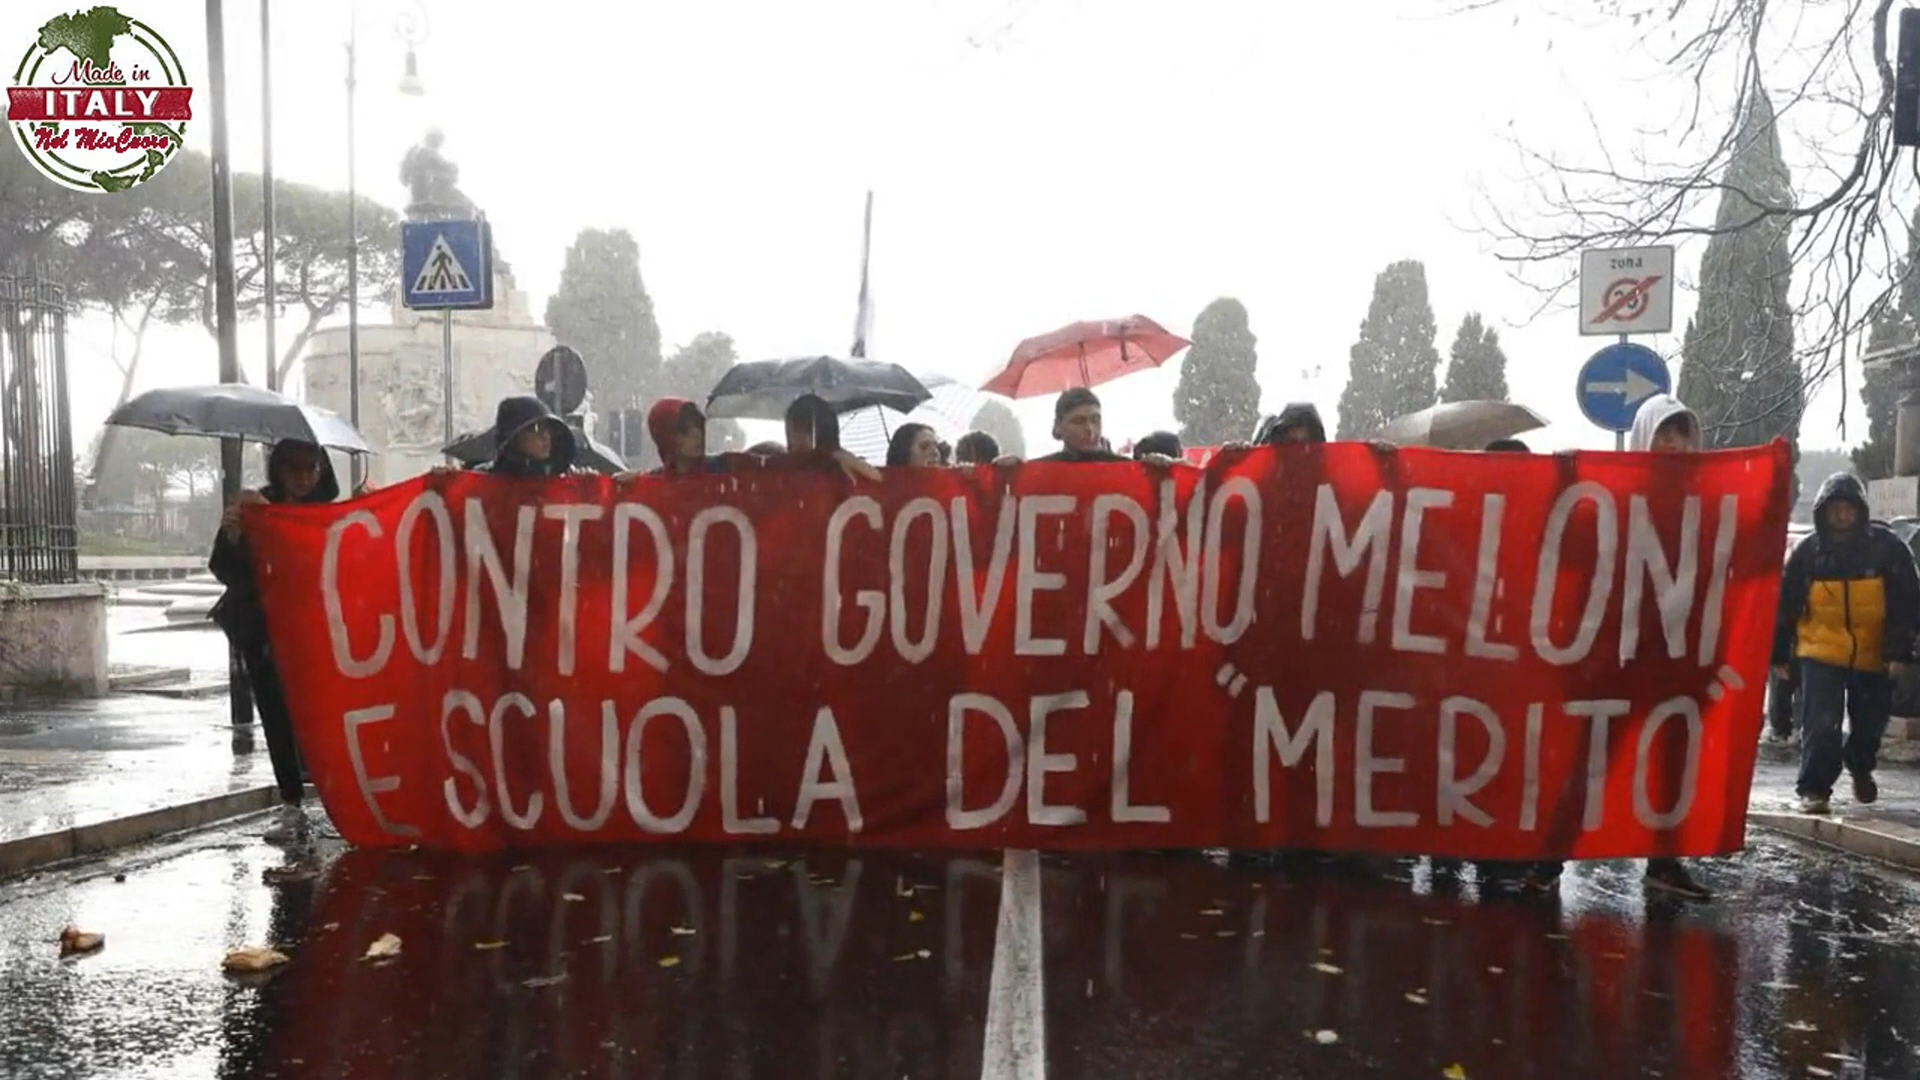 Made in
ITALY
Nel Mio Cuore
zona
CONTRO GOVERNO MELONI
E SCUOLA DEL "MERITO"